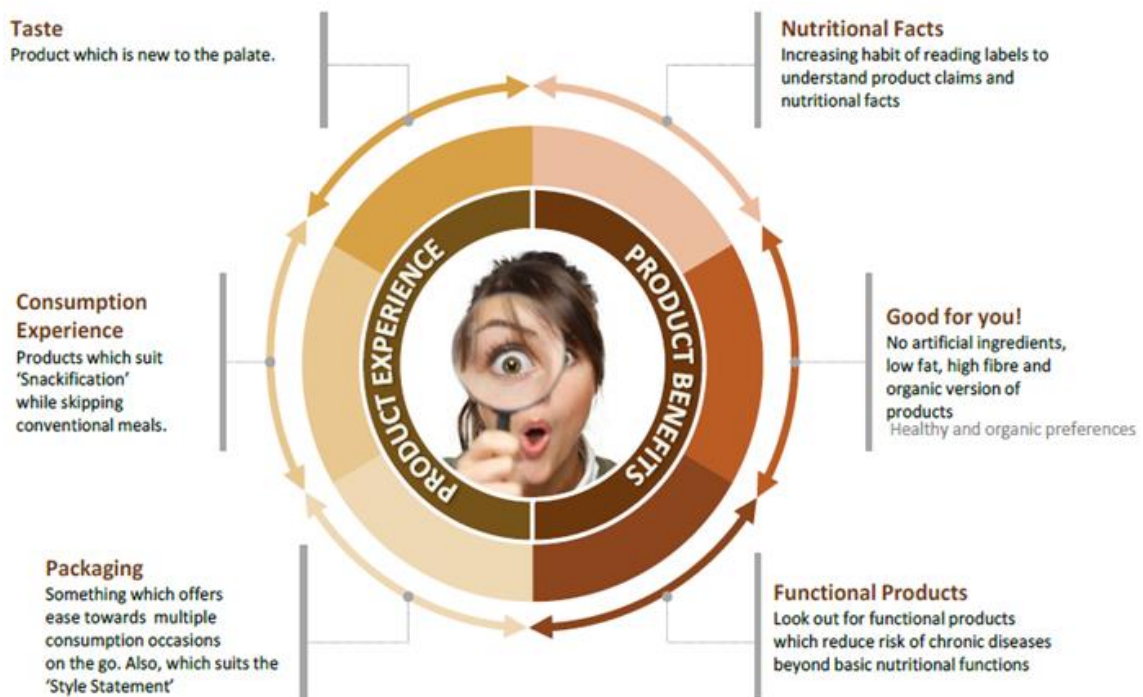 Taste
Product which is new to the palate.
Nutritional Facts
Increasing habit of reading labels to
understand product claims and
nutritional facts
PRODUCT EXPERIENCE
PRODUCT BENEFITS
Consumption
Experience
Products which suit
‘Snackification’
while skipping
conventional meals.
Good for you!
No artificial ingredients,
low fat, high fibre and
organic version of
products
Healthy and organic preferences
Packaging
Something which offers
ease towards multiple
consumption occasions
on the go. Also, which suits the
‘Style Statement’
Functional Products
Look out for functional products
which reduce risk of chronic diseases
beyond basic nutritional functions